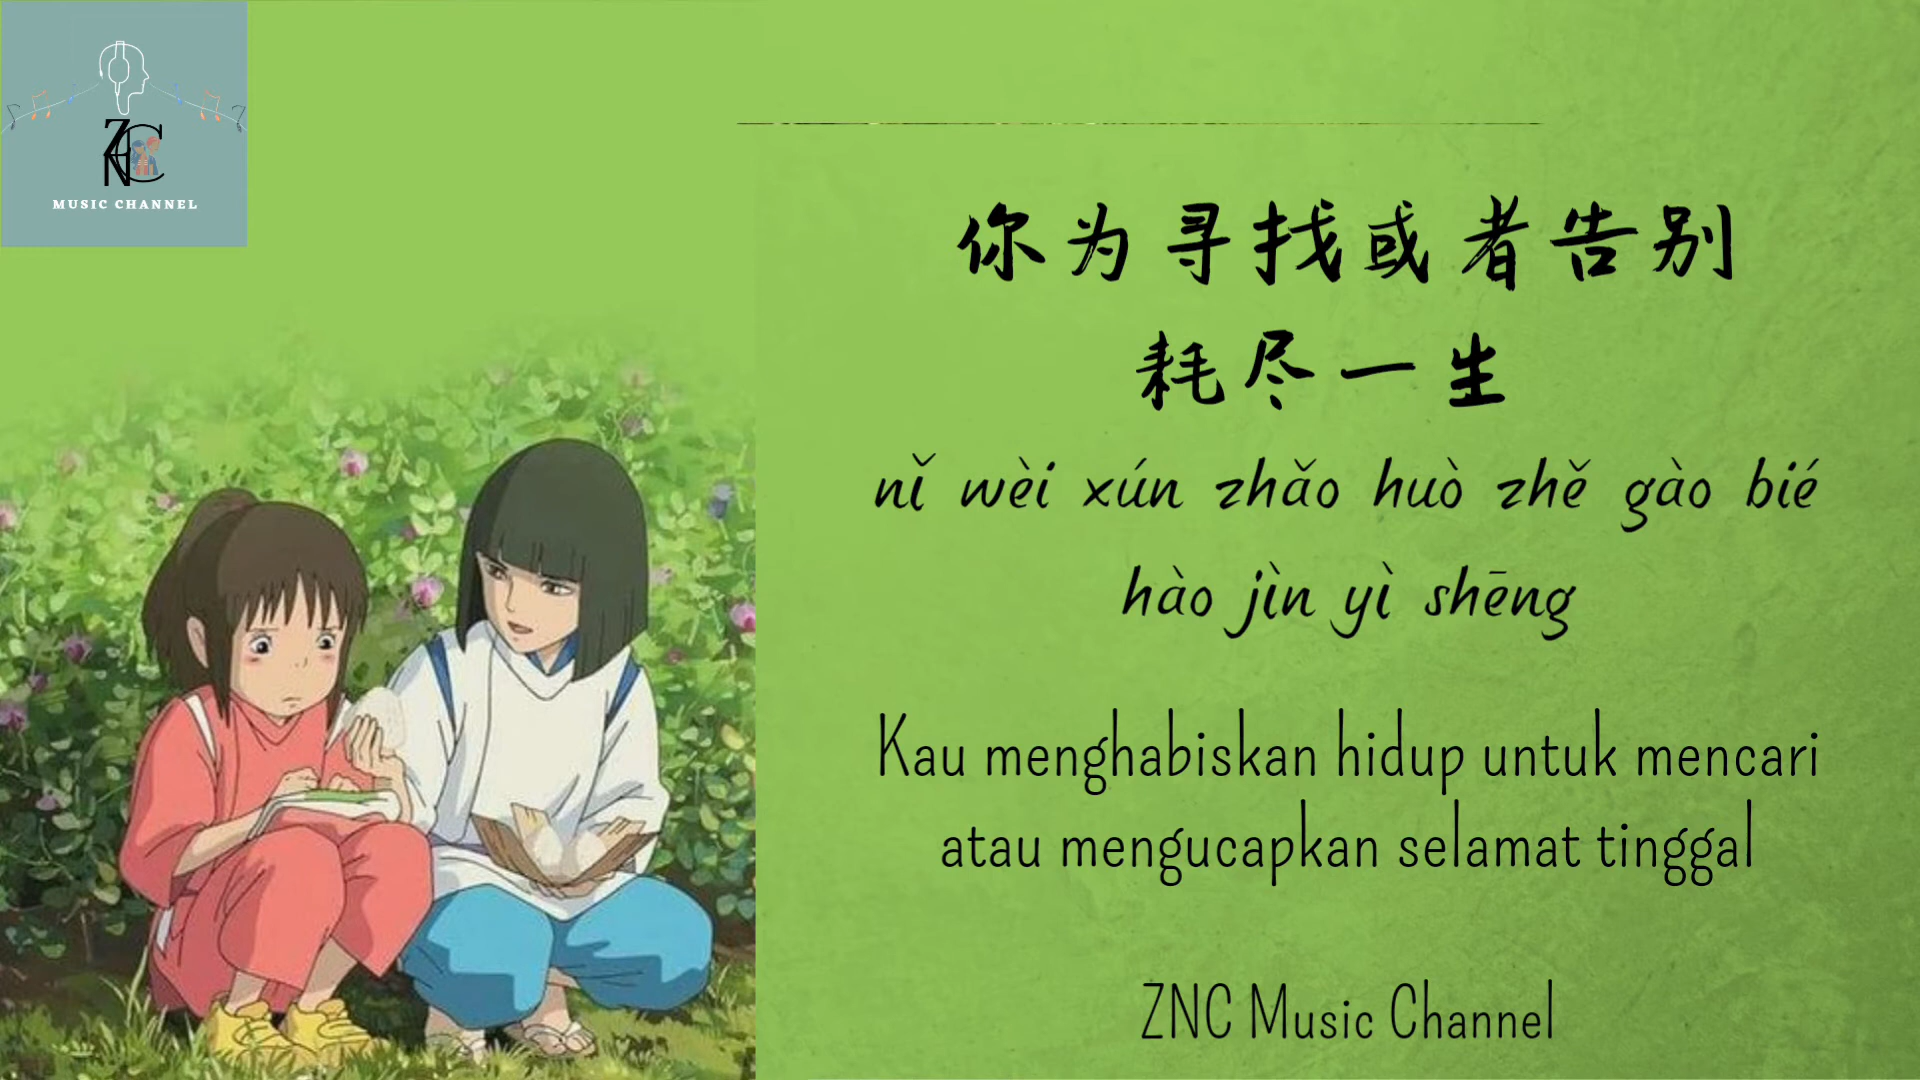 ZNC
MUSIC CHANNEL
你为寻找或者告别
耗尽一生
nǐ wèi xún zhǎo huò zhě gào bié
hào jìn yì shēng
Kau menghabiskan hidup untuk mencari
atau mengucapkan selamat tinggal
ZNC Music Channel